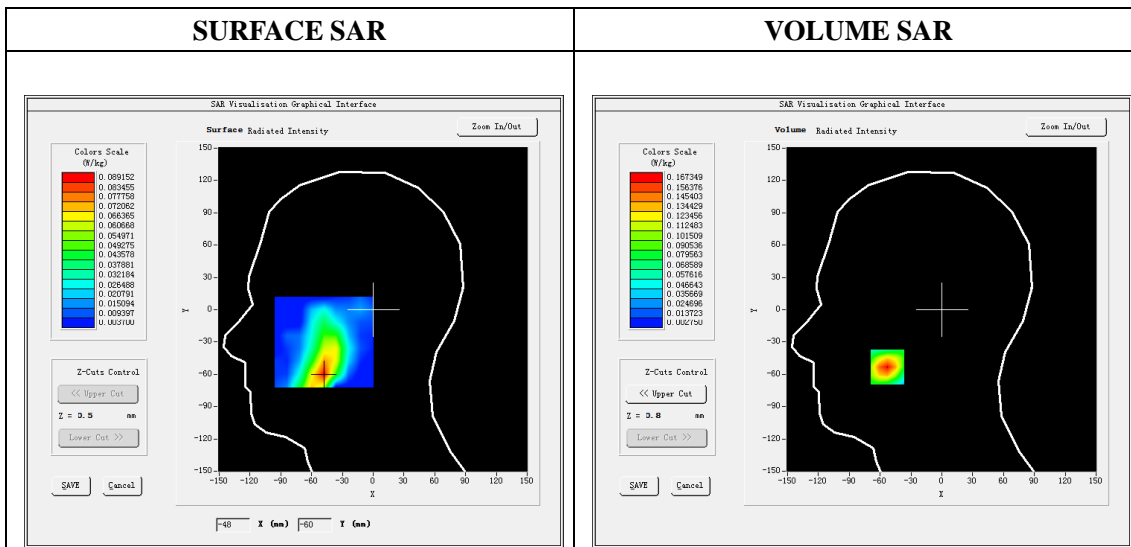 SURFACE SAR
VOLUME SAR
SAR Visualisation Graphical Interface
Surface Radiated Intensity
Zoom In/Out
Colors Scale
(W/kg)
0.089152
0.083455
0.077758
0.072062
0.066365
0.060668
0.054971
0.049275
0.043578
0.037881
0.032184
0.026488
0.020791
0.015094
0.009397
0.003700
150
120
90
60
30
0
-30
-60
-90
-120
-150
Y
-150 -120 -90 -60 -30 0 30 60 90 120 150
X
Z-Cuts Control
<< Upper Cut
Z = 0.5 mm
Lower Cut >>
SAVE Cancel
-48 X (mm) -60 Y (mm)
SAR Visualisation Graphical Interface
Volume Radiated Intensity
Zoom In/Out
Colors Scale
(W/kg)
0.167349
0.156376
0.145403
0.134429
0.123456
0.112483
0.101509
0.090536
0.079563
0.068589
0.057616
0.046643
0.035669
0.024696
0.013723
0.002750
150
120
90
60
30
0
-30
-60
-90
-120
-150
Y
-150 -120 -90 -60 -30 0 30 60 90 120 150
X
Z-Cuts Control
<< Upper Cut
Z = 0.8 mm
Lower Cut >>
SAVE Cancel